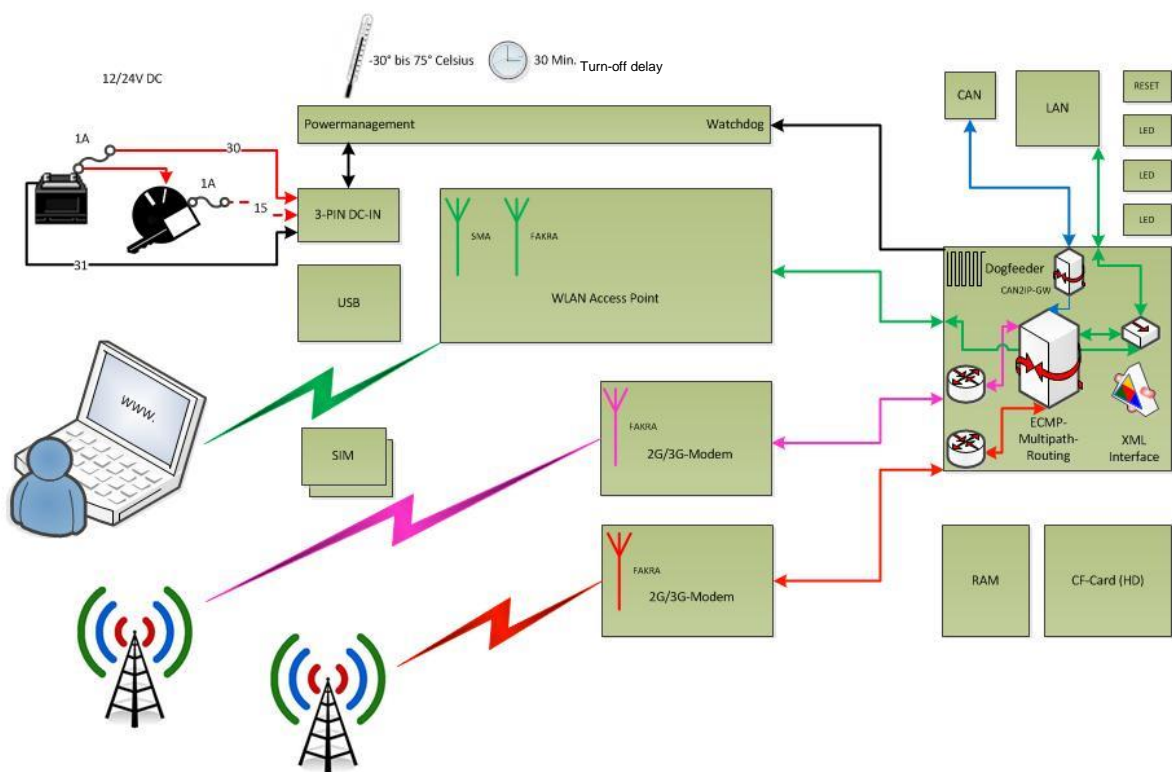 -30° bis 75° Celsius
30 Min. Turn-off delay
12/24V DC
CAN
LAN
RESET
LED
LED
LED
Powermanagement
Watchdog
1A
30
1A
15
31
3-PIN DC-IN
USB
SMA
FAKRA
WLAN Access Point
Dogfeeder
CAN2IP-GW
ECMP-
Multipath-
Routing
XML
Interface
www.
SIM
FAKRA
2G/3G-Modem
FAKRA
2G/3G-Modem
RAM
CF-Card (HD)